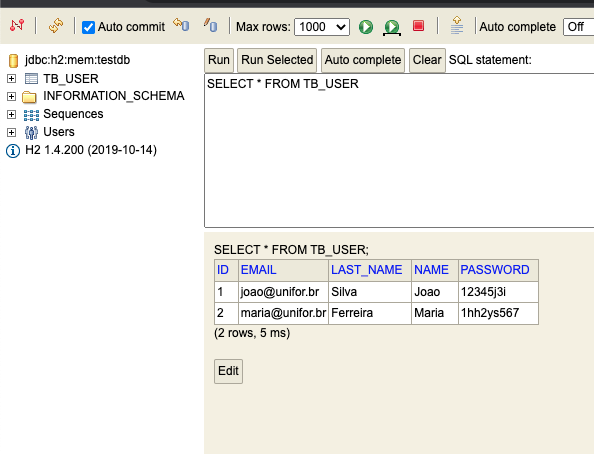 Auto commit Max rows: 1000 Auto complete Off
jdbc:h2:mem:testdb
TB_USER
INFORMATION_SCHEMA
Sequences
Users
H2 1.4.200 (2019-10-14)
Run Run Selected Auto complete Clear SQL statement:
SELECT * FROM TB_USER
SELECT * FROM TB_USER;
ID EMAIL LAST_NAME NAME PASSWORD
1 joao@unifor.br Silva Joao 12345j3i
2 maria@unifor.br Ferreira Maria 1hh2ys567
(2 rows, 5 ms)
Edit